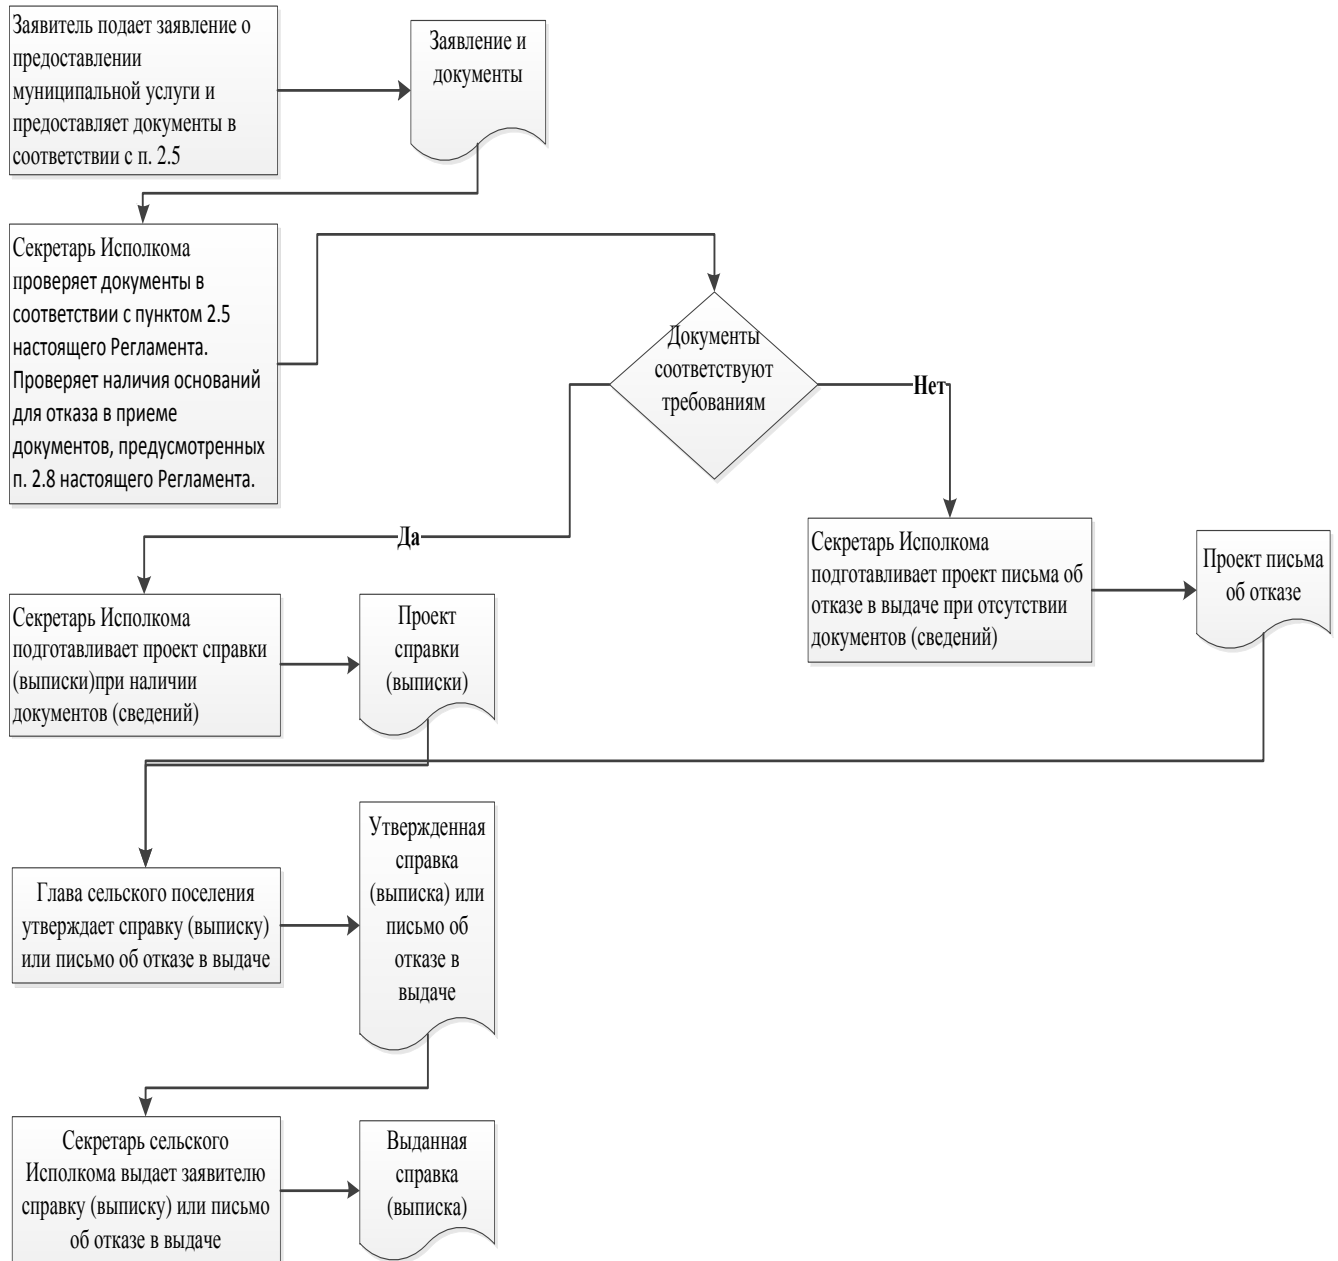 Заявитель подает заявление о
предоставлении
муниципальной услуги и
предоставляет документы в
соответствии с п. 2.5
Заявление и
документы
Секретарь Исполкома
проверяет документы в
соответствии с пунктом 2.5
настоящего Регламента.
Проверяет наличия оснований
для отказа в приеме
документов, предусмотренных
п. 2.8 настоящего Регламента.
Документы
соответствуют
требованиям
Нет
Да
Секретарь Исполкома
подготавливает проект письма об
отказе в выдаче при отсутствии
документов (сведений)
Проект письма
об отказе
Секретарь Исполкома
подготавливает проект справки
(выписки)при наличии
документов (сведений)
Проект
справки
(выписки)
Глава сельского поселения
утверждает справку (выписку)
или письмо об отказе в выдаче
Утвержденная
справка
(выписка) или
письмо об
отказе в
выдаче
Секретарь сельского
Исполкома выдает заявителю
справку (выписку) или письмо
об отказе в выдаче
Выданная
справка
(выписка)